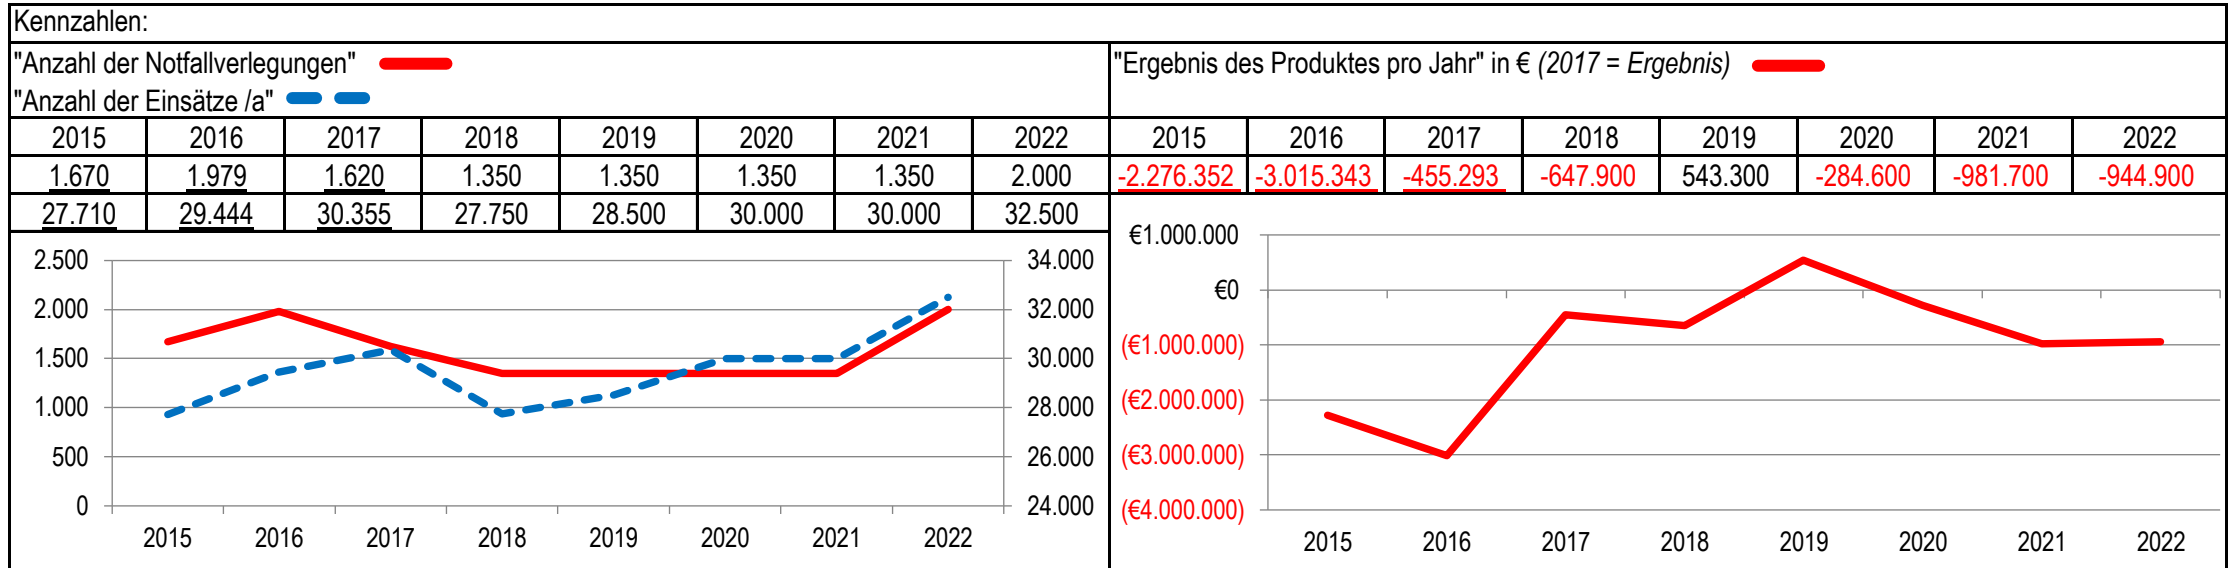 Kennzahlen:
"Anzahl der Notfallverlegungen"
"Anzahl der Einsätze /a"
2015 2016 2017 2018 2019 2020 2021 2022
1.670 1.979 1.620 1.350 1.350 1.350 1.350 2.000
27.710 29.444 30.355 27.750 28.500 30.000 30.000 32.500
2.500
2.000
1.500
1.000
500
0
34.000
32.000
30.000
28.000
26.000
24.000
2015 2016 2017 2018 2019 2020 2021 2022
"Ergebnis des Produktes pro Jahr" in € (2017 = Ergebnis)
2015 2016 2017 2018 2019 2020 2021 2022
-2.276.352 -3.015.343 -455.293 -647.900 543.300 -284.600 -981.700 -944.900
€1.000.000
€0
(€1.000.000)
(€2.000.000)
(€3.000.000)
(€4.000.000)
2015 2016 2017 2018 2019 2020 2021 2022